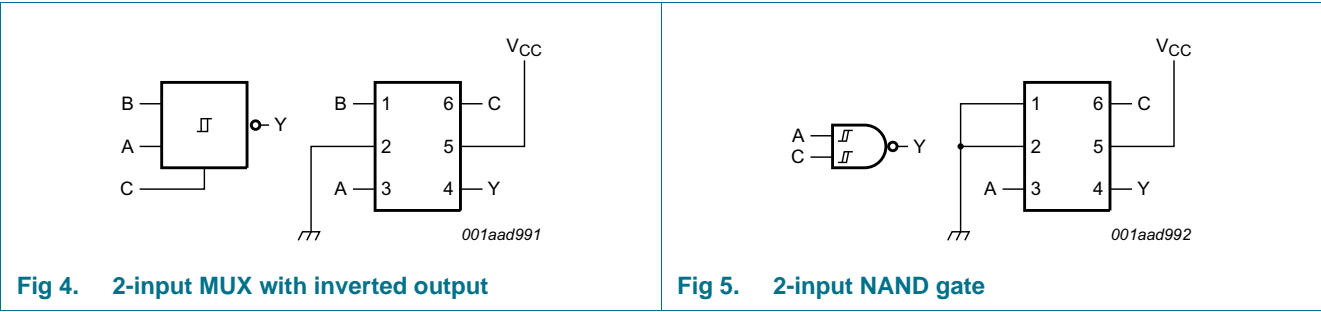 VCC
B
A
C
Y
B 1 6 C
2 5
A 3 4 Y
001aad991
Fig 4. 2-input MUX with inverted output
VCC
A
C
Y
1 6 C
2 5
A 3 4 Y
001aad992
Fig 5. 2-input NAND gate